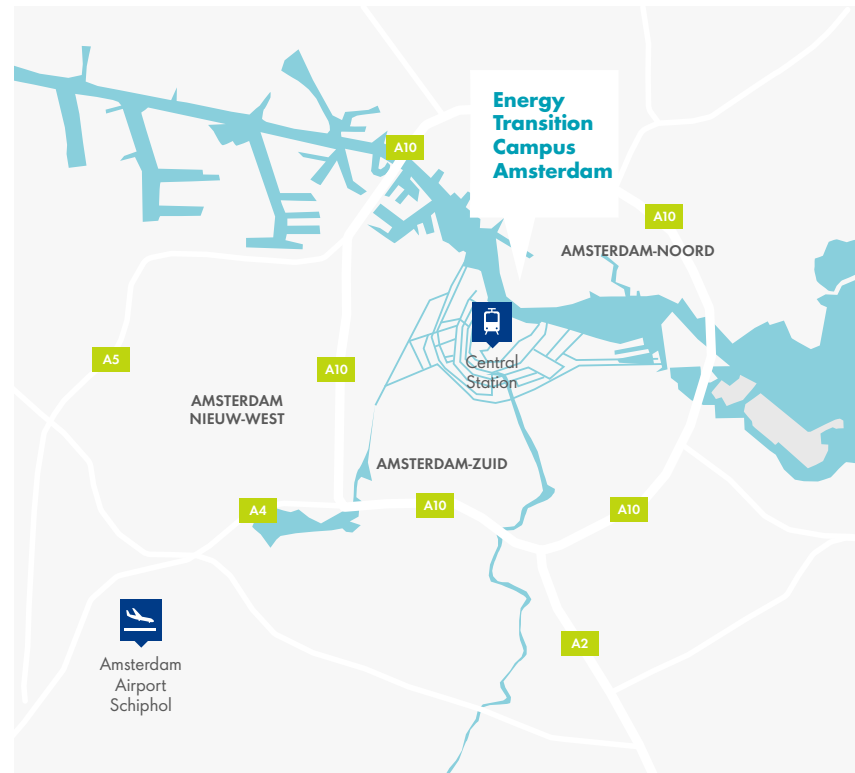 Energy
Transition
Campus
Amsterdam
A10
A10
AMSTERDAM-NOORD
A5
A10
Central
Station
AMSTERDAM
NIEUW-WEST
AMSTERDAM-ZUID
A4
A10
A10
A2
Amsterdam
Airport
Schiphol